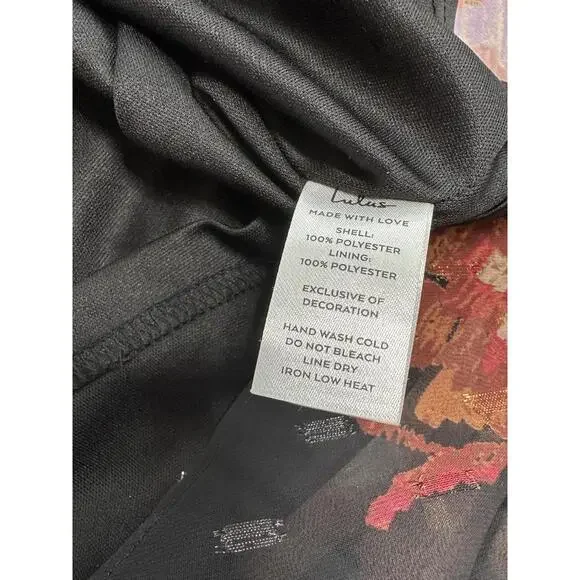 Lulus
MADE WITH LOVE
SHELL:
100% POLYESTER
LINING:
100% POLYESTER
EXCLUSIVE OF
DECORATION
HAND WASH COLD
DO NOT BLEACH
LINE DRY
IRON LOW HEAT